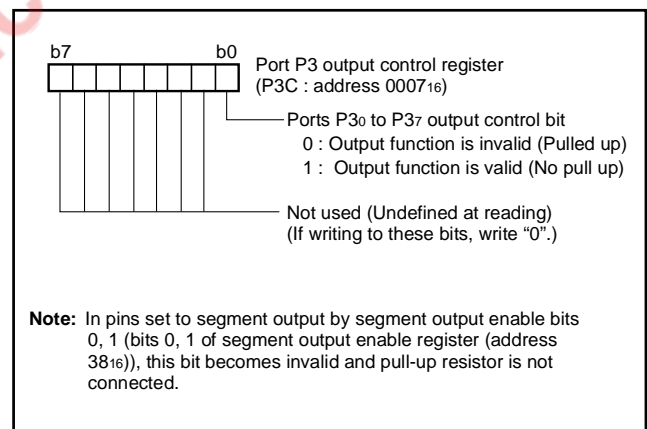 b7 b0
Port P3 output control register
(P3C : address 000716)
Ports P30 to P37 output control bit
0 : Output function is invalid (Pulled up)
1 : Output function is valid (No pull up)
Not used (Undefined at reading)
(If writing to these bits, write “0”.)
Note: In pins set to segment output by segment output enable bits
0, 1 (bits 0, 1 of segment output enable register (address
3816)), this bit becomes invalid and pull-up resistor is not
connected.